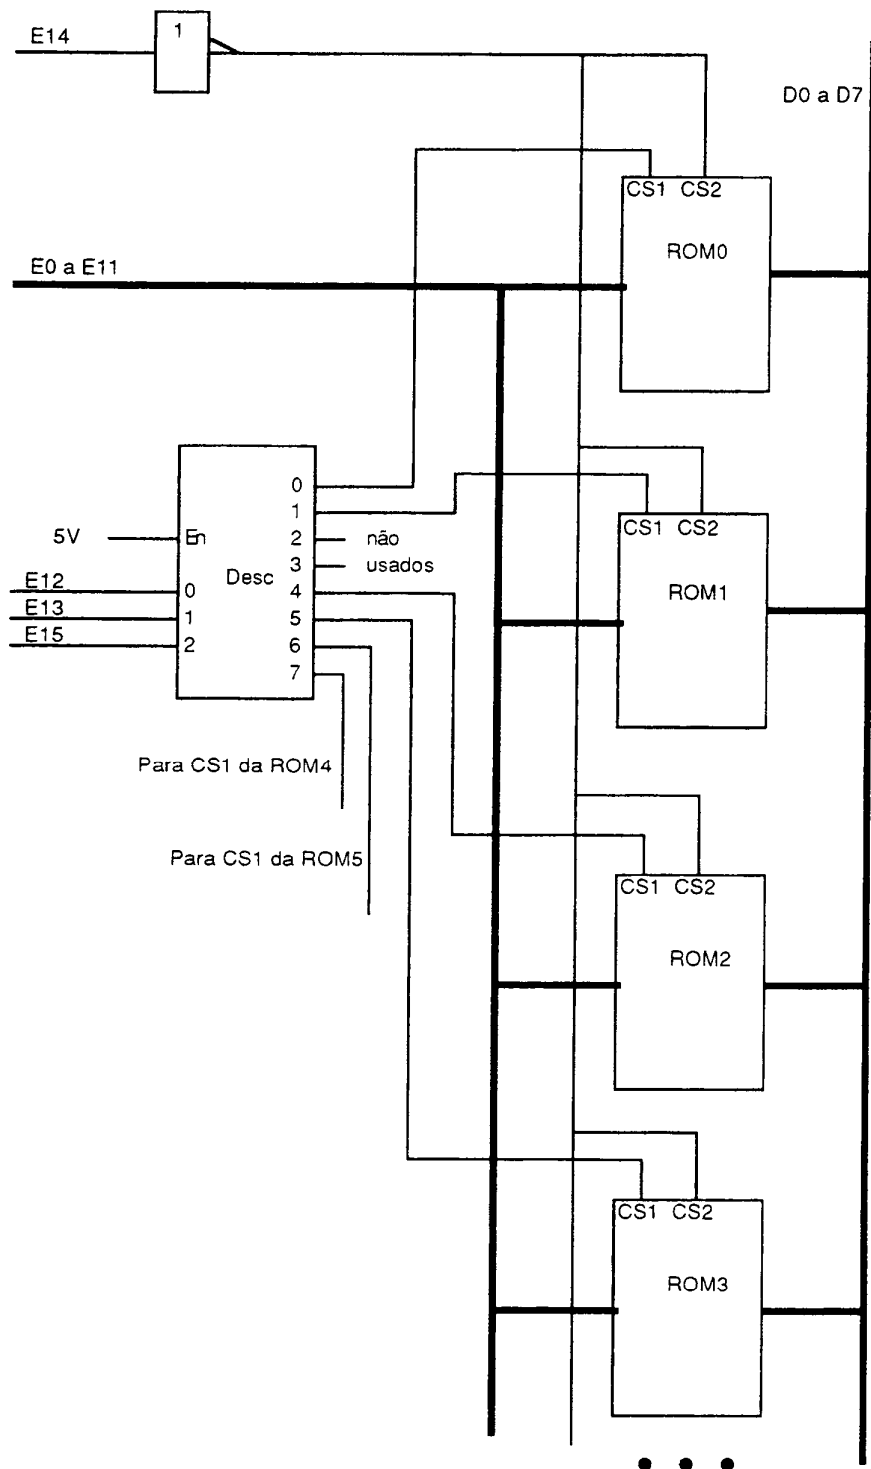 1
E14
D0 a D7
CS1 CS2
ROM0
E0 a E11
0
1
5V
En
2
não
3
usados
Desc
E12
0
4
E13
1
5
E15
2
6
7
CS1 CS2
ROM1
Para CS1 da ROM4
Para CS1 da ROM5
CS1 CS2
ROM2
CS1 CS2
ROM3
• • •